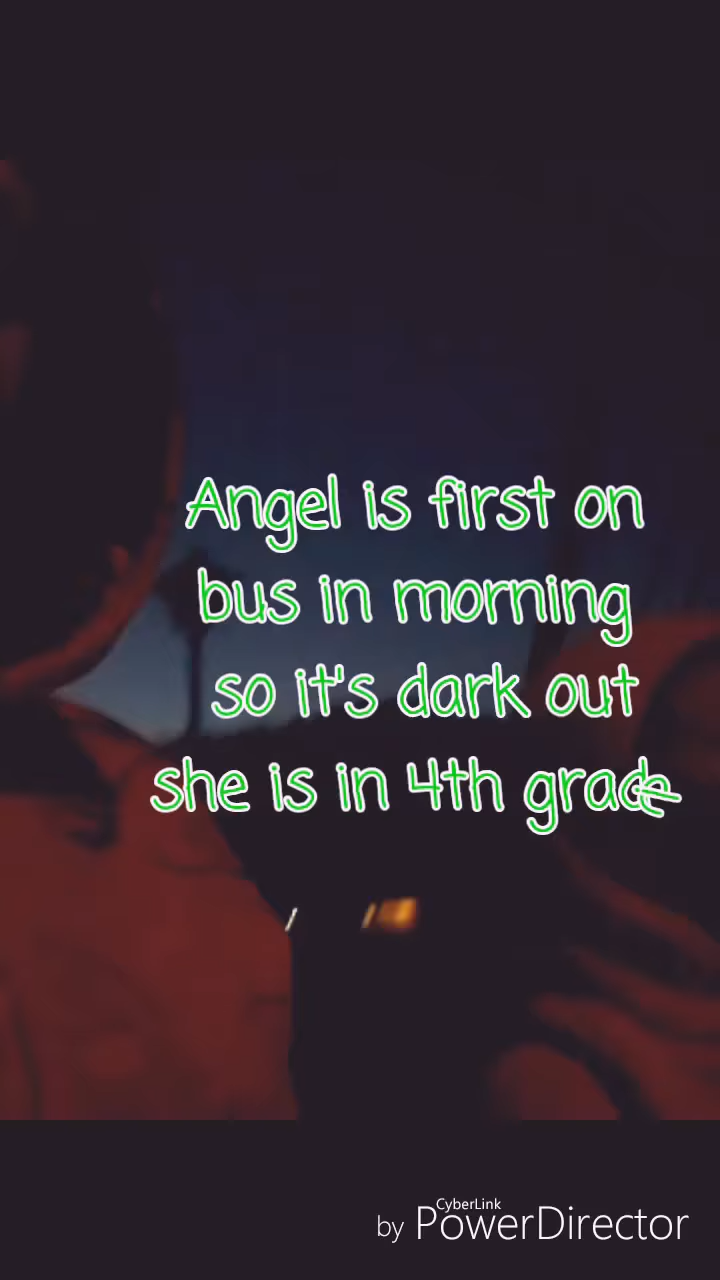 Angel is first on
bus in morning
so it's dark out
she is in 4th grade
CyberLink
by PowerDirector